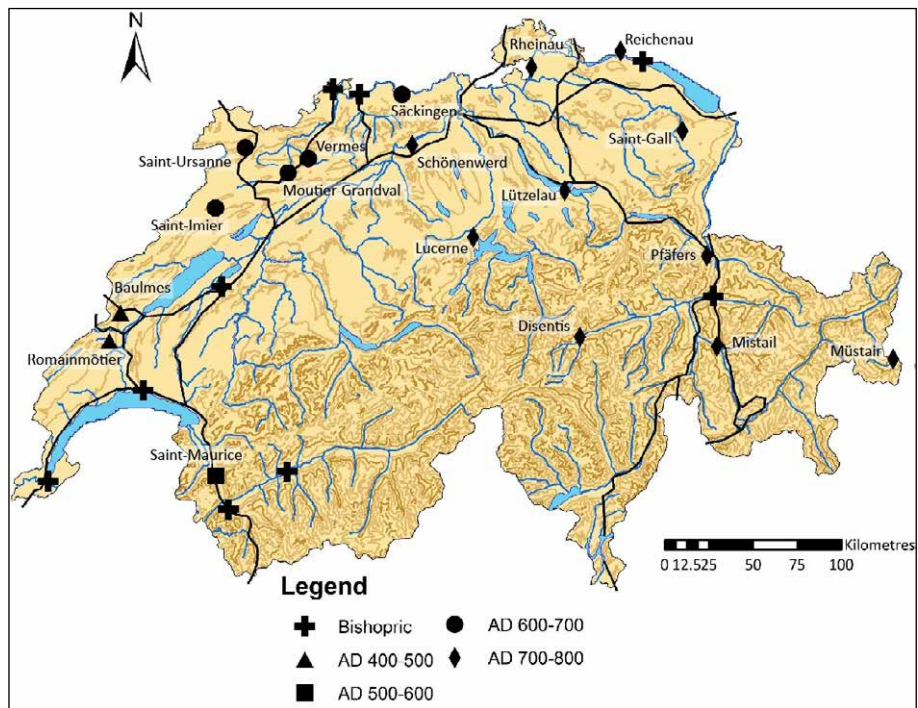 N
Rheinau
Reichenau
Säckingen
Saint-Gall
Vermes
Saint-Ursanne
Schönenwerd
Moutier Grandval
Lützelau
Saint-Imier
Lucerne
Pfäfers
Baulmes
Disentis
Mistail
Müstair
Romainmôtier
Saint-Maurice
Kilometres
0 12.525 50 75 100
Legend
Bishopric
AD 600-700
AD 400-500
AD 700-800
AD 500-600